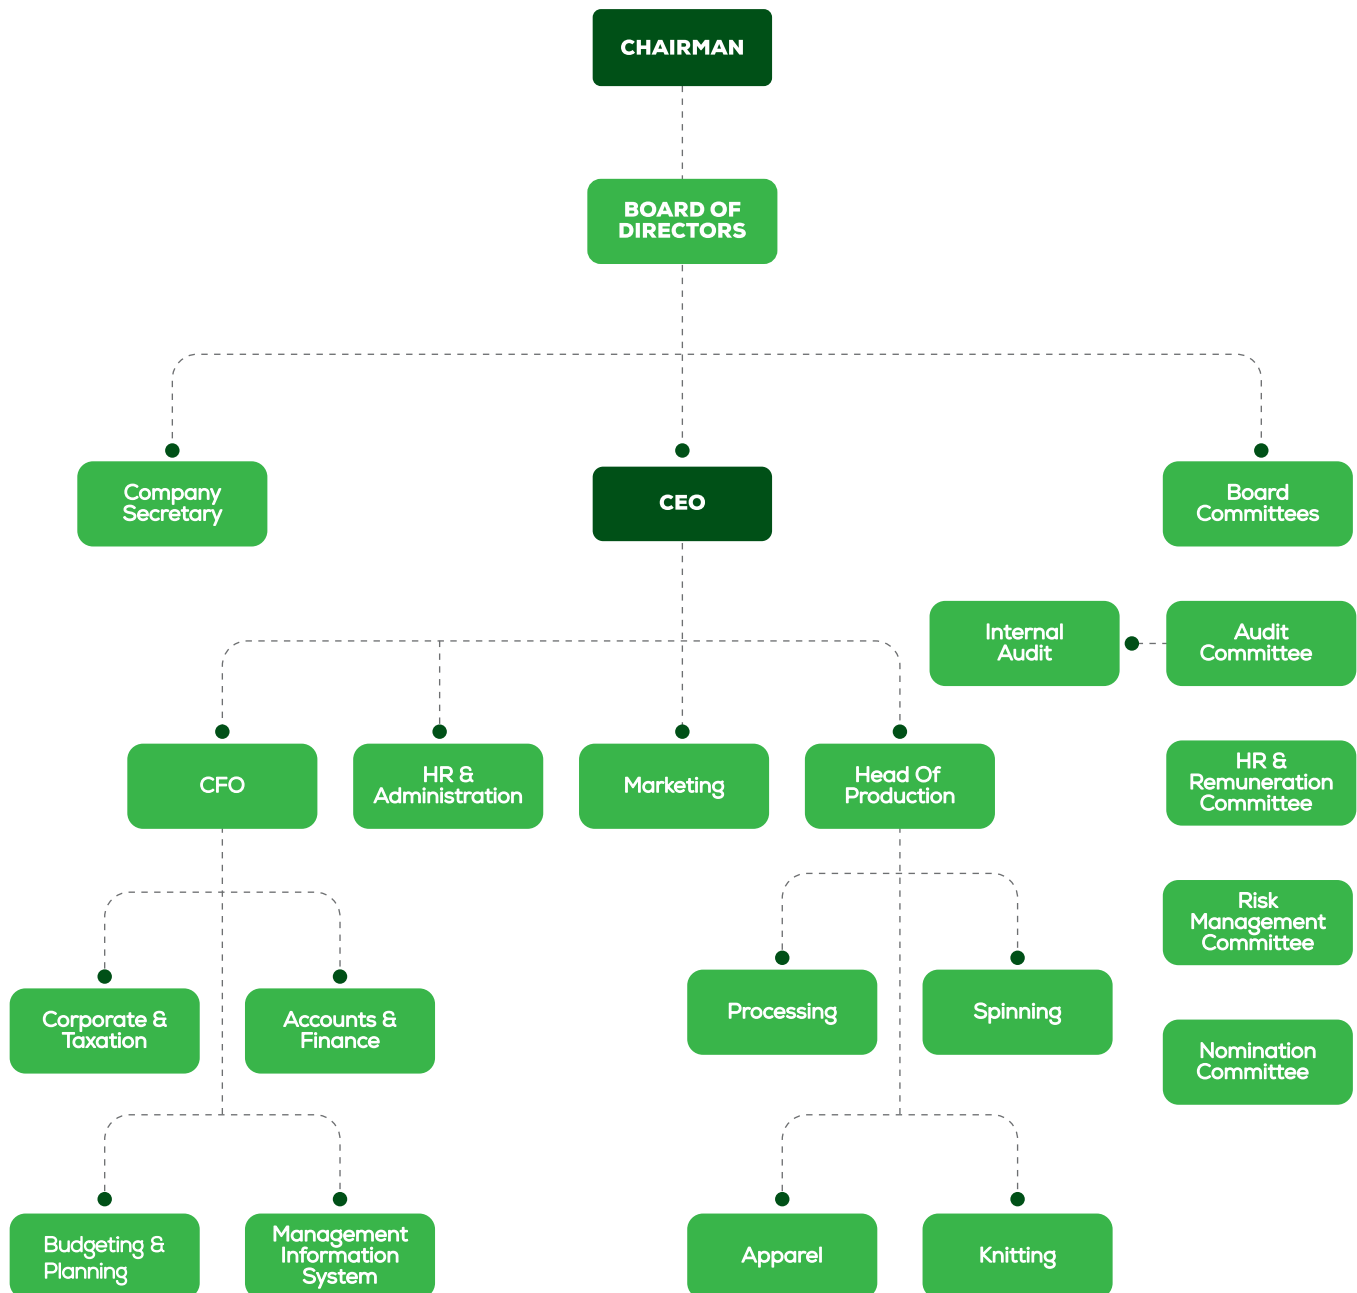 CHAIRMAN
BOARD OF
DIRECTORS
Company
Secretary
CEO
Board
Committees
Internal
Audit
Audit
Committee
CFO
HR &
Administration
Marketing
Head Of
Production
HR &
Remuneration
Committee
Risk
Management
Committee
Corporate &
Taxation
Accounts &
Finance
Processing
Spinning
Nomination
Committee
Budgeting &
Planning
Management
Information
System
Apparel
Knitting